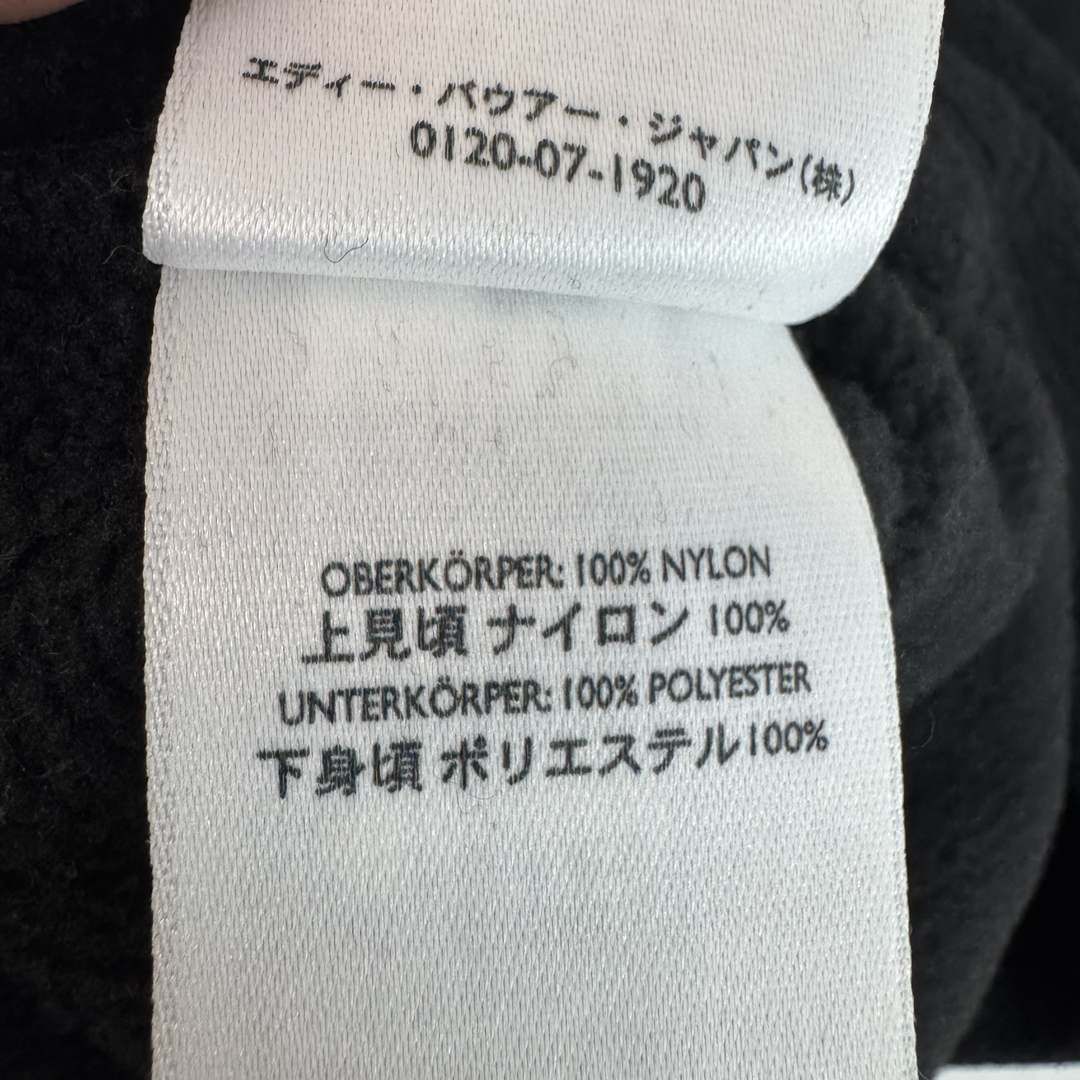 エディー・バウアー・ジャパン(株)
0120-07-1920
OBERKÖRPER: 100% NYLON
上見頃 ナイロン 100%
UNTERKÖRPER: 100% POLYESTER
下身頃 ポリエステル100%